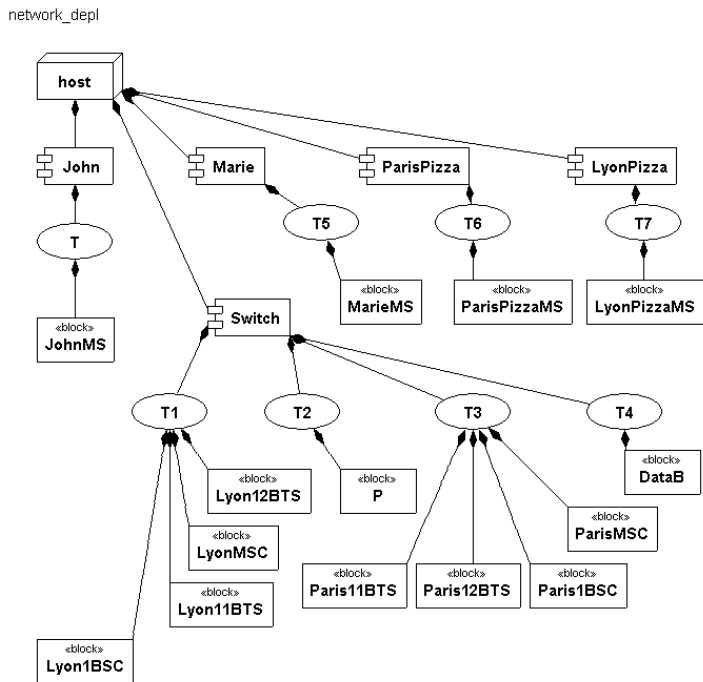 network_depl
host
John
Marie
ParisPizza
LyonPizza
T
T5
T6
T7
«block»
MarieMS
«block»
ParisPizzaMS
«block»
LyonPizzaMS
«block»
JohnMS
Switch
T1
T2
T3
T4
«block»
Lyon12BTS
«block»
P
«block»
DataB
«block»
LyonMSC
«block»
ParisMSC
«block»
Lyon11BTS
«block»
Paris11BTS
«block»
Paris12BTS
«block»
Paris1BSC
«block»
Lyon1BSC